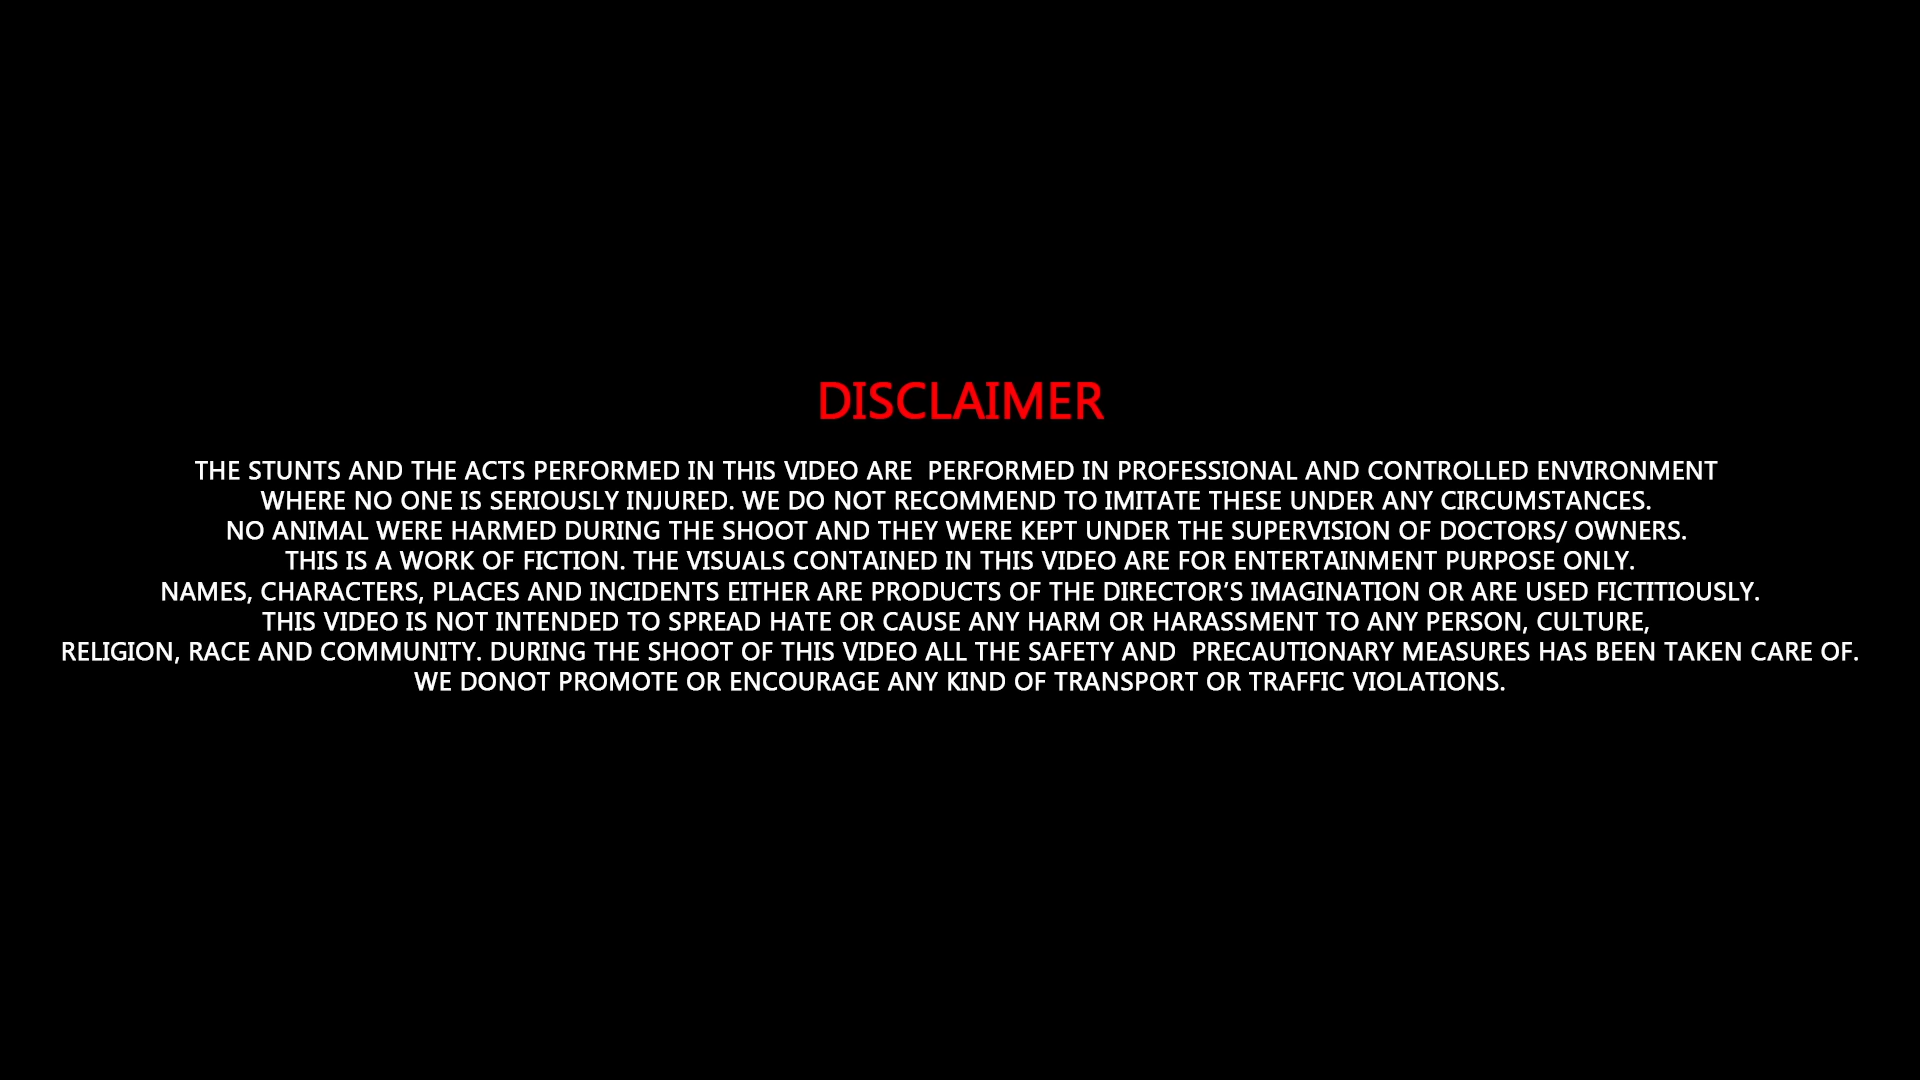 DISCLAIMER
THE STUNTS AND THE ACTS PERFORMED IN THIS VIDEO ARE  PERFORMED IN PROFESSIONAL AND CONTROLLED ENVIRONMENT
WHERE NO ONE IS SERIOUSLY INJURED. WE DO NOT RECOMMEND TO IMITATE THESE UNDER ANY CIRCUMSTANCES.
NO ANIMAL WERE HARMED DURING THE SHOOT AND THEY WERE KEPT UNDER THE SUPERVISION OF DOCTORS/ OWNERS.
THIS IS A WORK OF FICTION. THE VISUALS CONTAINED IN THIS VIDEO ARE FOR ENTERTAINMENT PURPOSE ONLY.
NAMES, CHARACTERS, PLACES AND INCIDENTS EITHER ARE PRODUCTS OF THE DIRECTOR’S IMAGINATION OR ARE USED FICTITIOUSLY.
THIS VIDEO IS NOT INTENDED TO SPREAD HATE OR CAUSE ANY HARM OR HARASSMENT TO ANY PERSON, CULTURE,
RELIGION, RACE AND COMMUNITY. DURING THE SHOOT OF THIS VIDEO ALL THE SAFETY AND  PRECAUTIONARY MEASURES HAS BEEN TAKEN CARE OF.
WE DONOT PROMOTE OR ENCOURAGE ANY KIND OF TRANSPORT OR TRAFFIC VIOLATIONS.